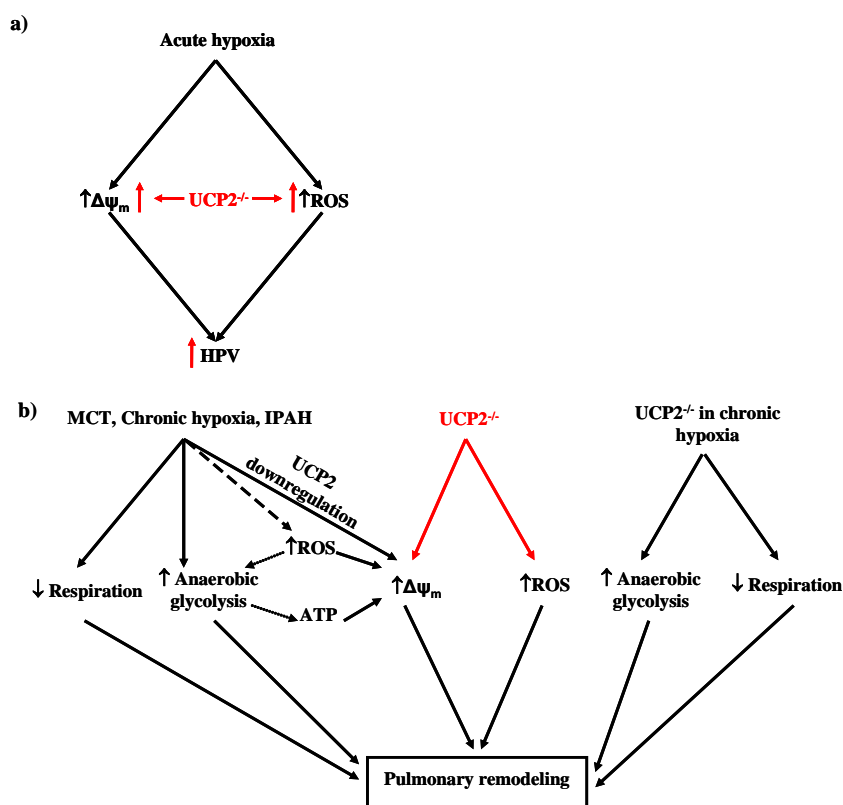 a)
Acute hypoxia
↑Δψm
UCP2-/-
↑ROS
HPV
b)
MCT, Chronic hypoxia, IPAH
UCP2-/-
UCP2-/- in chronic
hypoxia
UCP2
downregulation
↑ROS
↓ Respiration
↑ Anaerobic
glycolysis
ATP
↑Δψm
↑ROS
↑ Anaerobic
glycolysis
↓ Respiration
Pulmonary remodeling